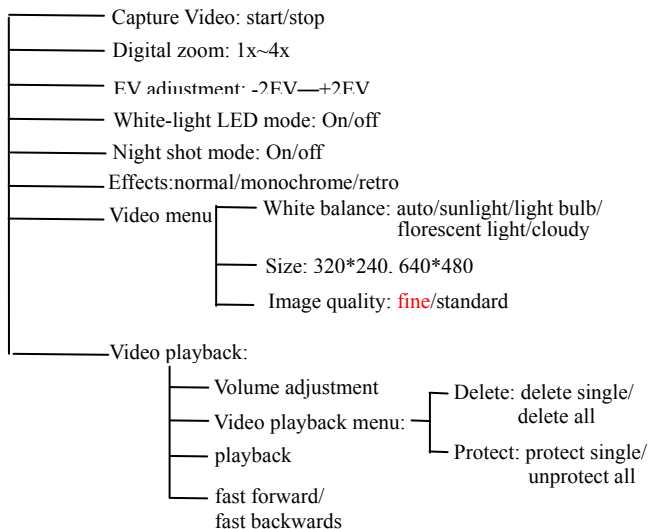 Capture Video: start/stop
Digital zoom: 1x~4x
EV adjustment: -2EV—+2EV
White-light LED mode: On/off
Night shot mode: On/off
Effects:normal/monochrome/retro
Video menu
White balance: auto/sunlight/light bulb/
florescent light/cloudy
Size: 320*240. 640*480
Image quality: fine/standard
Video playback:
Volume adjustment
Video playback menu:
Delete: delete single/
delete all
Protect: protect single/
unprotect all
playback
fast forward/
fast backwards